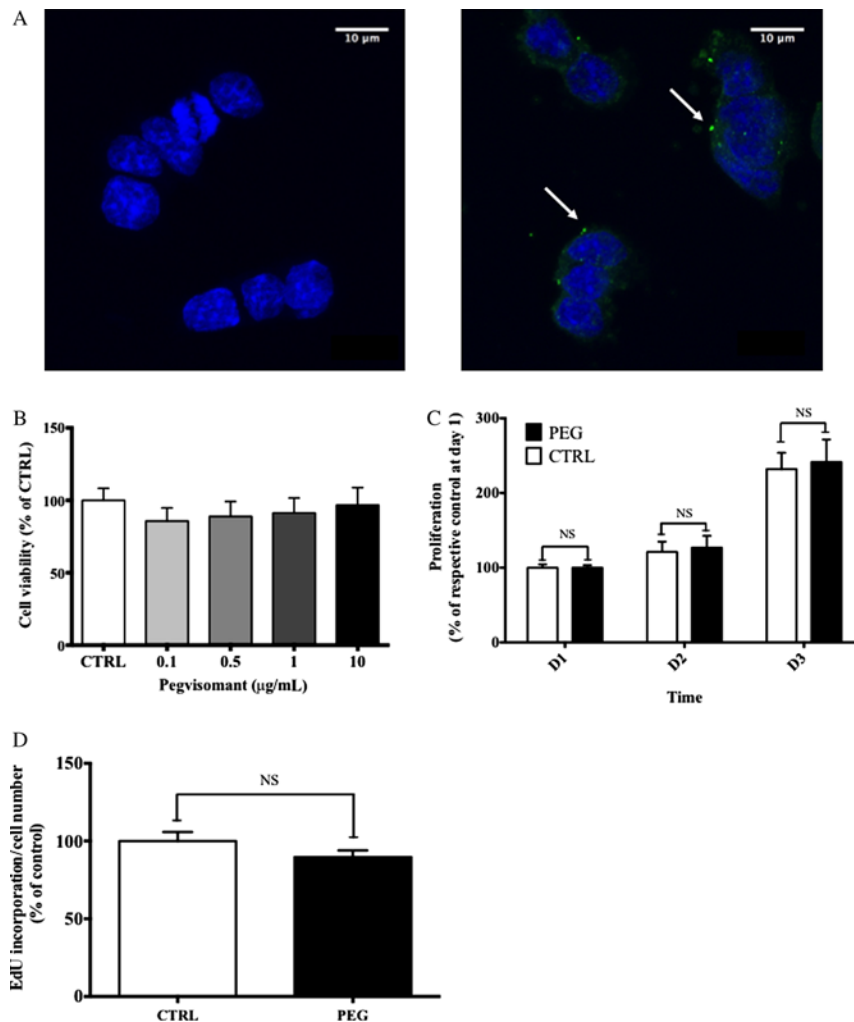 A
10 µm
10 µm
B
Cell viability (% of CTRL)
150
100
50
0
CTRL 0.1 0.5 1 10
Pegvisomant (µg/mL)
C
Proliferation
(% of respective control at day 1)
300
200
100
0
PEG
CTRL
NS
NS
NS
D1 D2 D3
Time
D
EdU incorporation/cell number
(% of control)
150
100
50
0
NS
CTRL PEG